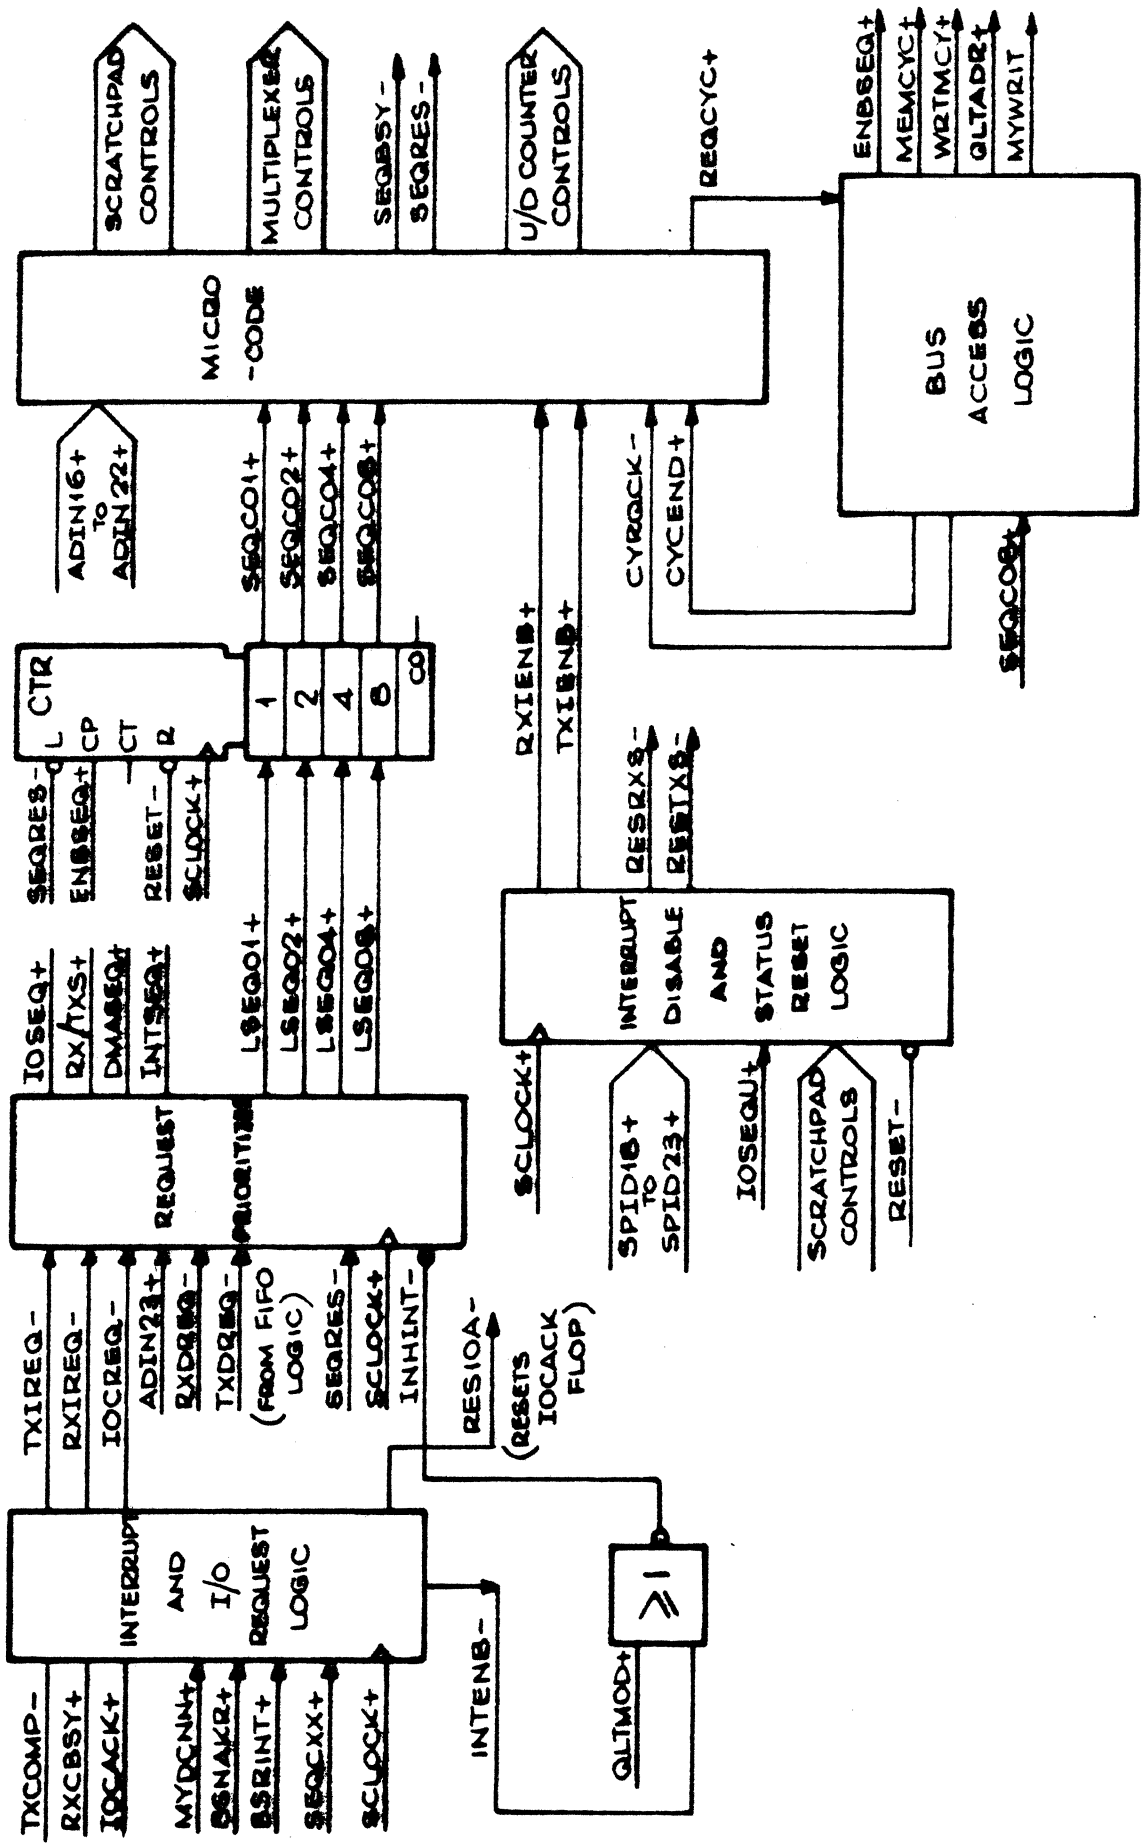 TXCOMP-
RXCBSY+
IOCACK+
MYDCNN+
BSNAKR+
BSRINT+
SEQCXX+
SCLOCK+
INTERRUPT
AND
I/O
REQUEST
LOGIC
INTENB-
QLTMOD+
≥1
TXIREQ-
RXIREQ-
IOCREQ-
ADIN23+
RXDREQ-
TXDREQ-
(FROM FIFO
LOGIC)
SEQRES-
SCLOCK+
INHINT-
RESIOA-
(RESETS
IOCACK
FLOP)
REQUEST
PRIORITIZER
IOSEQ+
RX/TXS+
DMASEQ+
INTSEQ+
LSEQ01+
LSEQ02+
LSEQ04+
LSEQ08+
SEQRES-
ENBSEQ+
RESET-
SCLOCK+
L
CP
CT
R
CTR
1
2
4
8
CO
ADIN16+
TO
ADIN22+
SEQC01+
SEQC02+
SEQC04+
SEQC08+
MICRO
-CODE
SCRATCHPAD
CONTROLS
MULTIPLEXER
CONTROLS
SEQBSY-
SEQRES-
U/D COUNTER
CONTROLS
REQCYC+
SCLOCK+
SPID18+
TO
SPID23+
IOSEQU+
SCRATCHPAD
CONTROLS
RESET-
INTERRUPT
DISABLE
AND
STATUS
RESET
LOGIC
RXIENB+
TXIENB+
RESRXS-
RESTXS-
CYRQCK-
CYCEND+
SEQC08+
BUS
ACCESS
LOGIC
ENBSEQ+
MEMCYC+
WRTMCY+
QLTADR+
MYWRIT